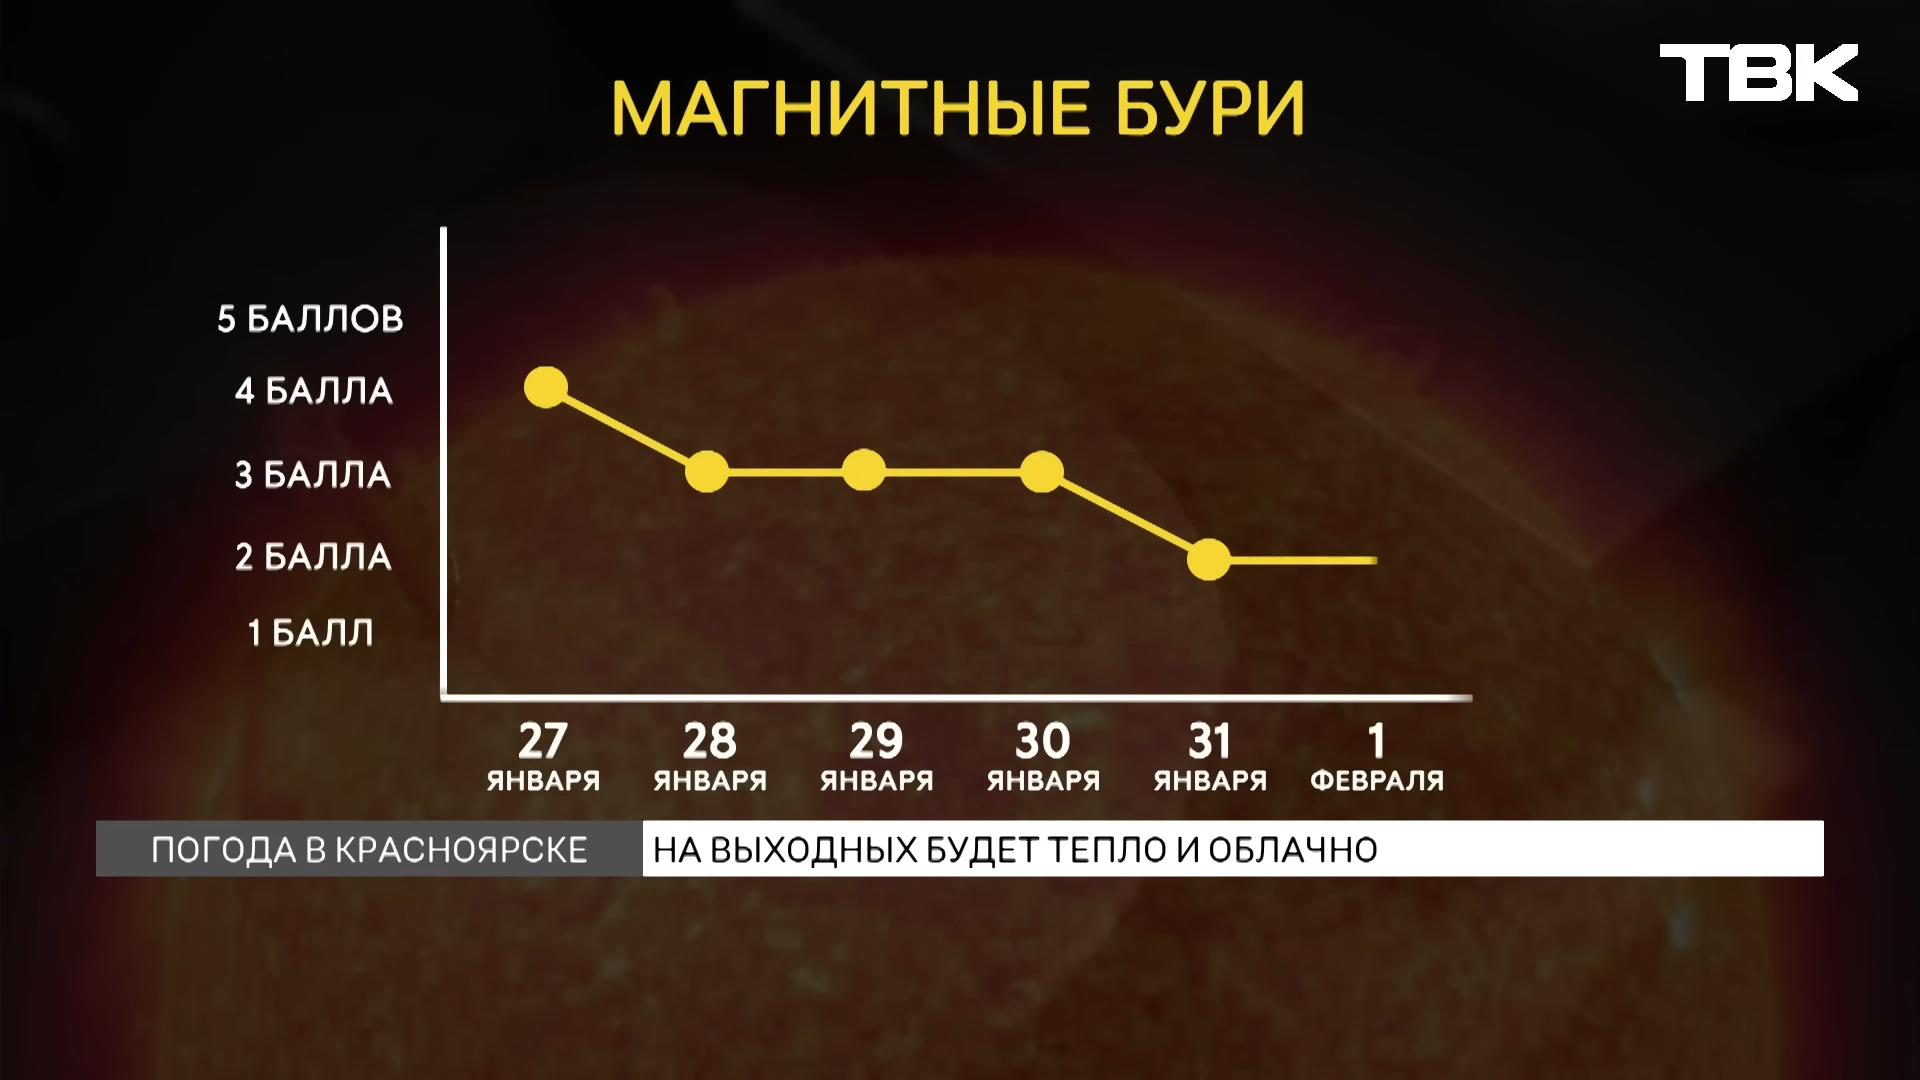 ТВК
МАГНИТНЫЕ БУРИ
5 БАЛЛОВ
4 БАЛЛА
3 БАЛЛА
2 БАЛЛА
1 БАЛЛ
27 28 29 30 31 1
ЯНВАРЯ ЯНВАРЯ ЯНВАРЯ ЯНВАРЯ ЯНВАРЯ ФЕВРАЛЯ
ПОГОДА В КРАСНОЯРСКЕ НА ВЫХОДНЫХ БУДЕТ ТЕПЛО И ОБЛАЧНО